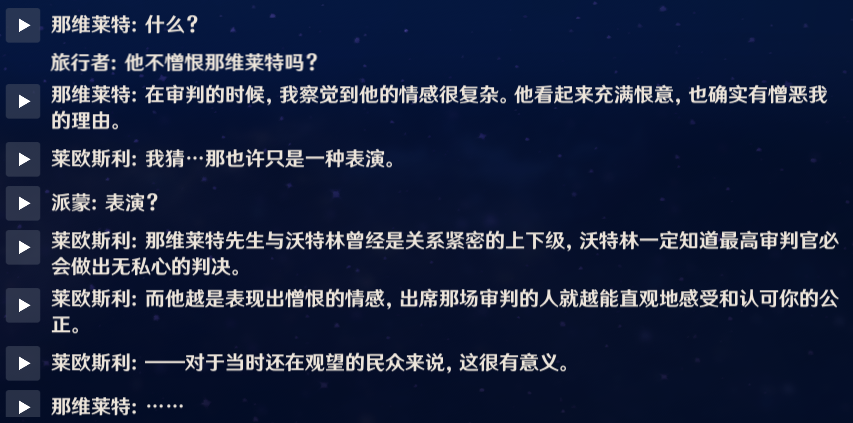 那维莱特: 什么?
旅行者: 他不憎恨那维莱特吗?
那维莱特: 在审判的时候, 我察觉到他的情感很复杂。他看起来充满恨意, 也确实有憎恶我
的理由。
莱欧斯利: 我猜…那也许只是一种表演。
派蒙: 表演?
莱欧斯利: 那维莱特先生与沃特林曾经是关系紧密的上下级, 沃特林一定知道最高审判官必
会做出无私心的判决。
莱欧斯利: 而他越是表现出憎恨的情感, 出席那场审判的人就越能直观地感受和认可你的公
正。
莱欧斯利: ——对于当时还在观望的民众来说, 这很有意义。
那维莱特: ……